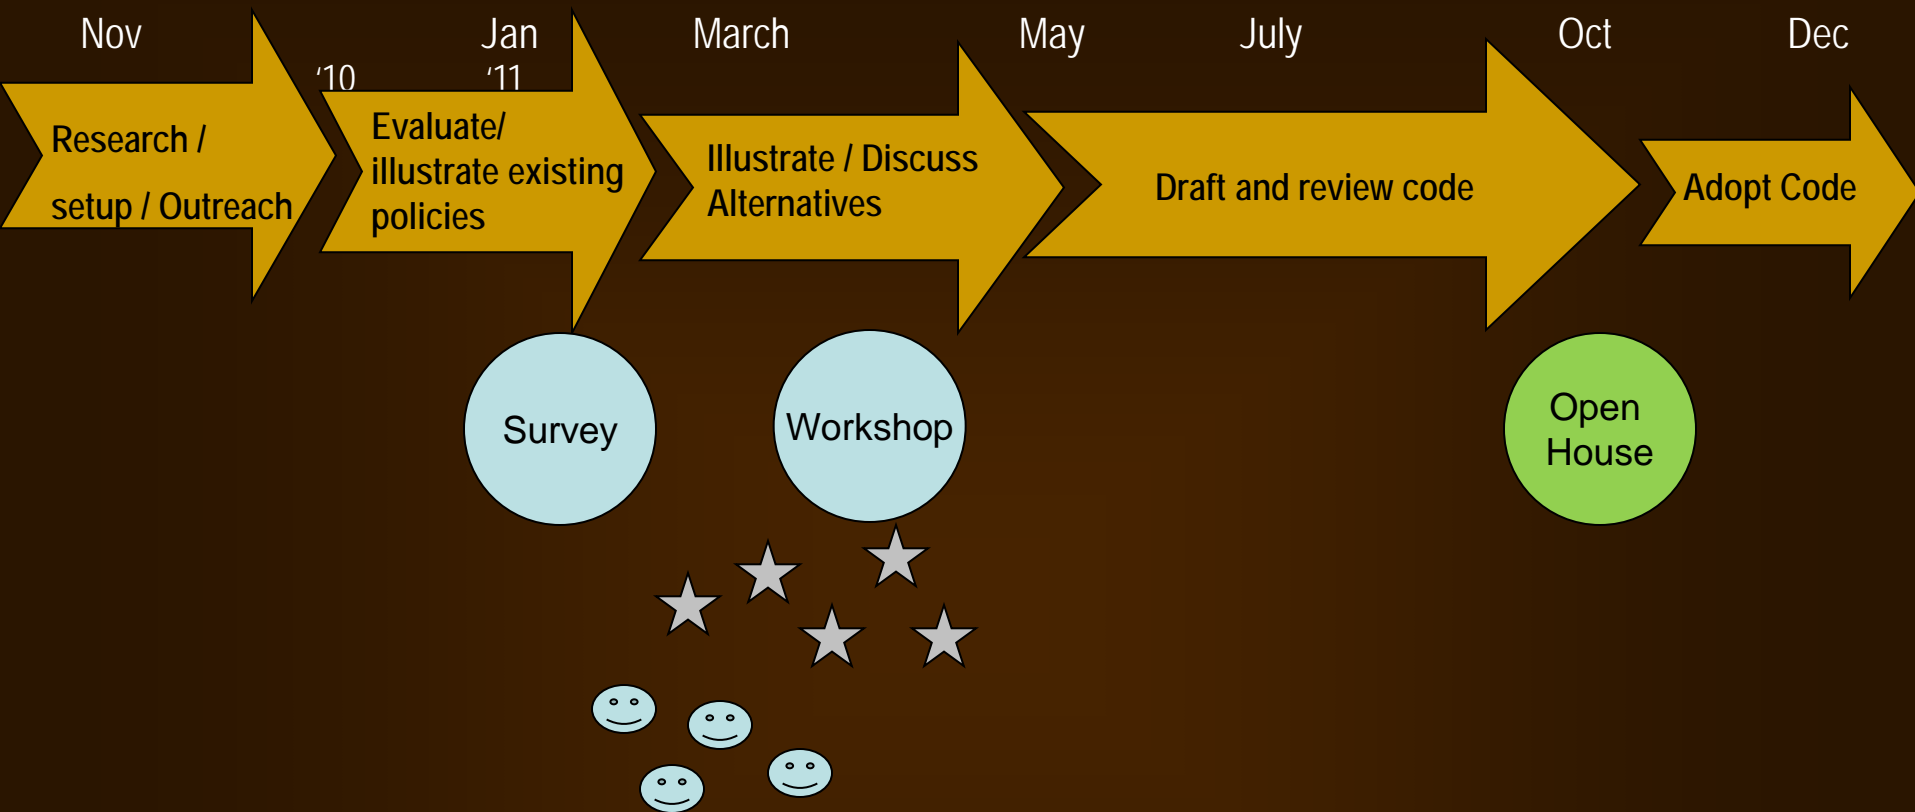 Nov Jan March May July Oct Dec
‘10 ‘11
Research /
setup / Outreach
Evaluate/
illustrate existing
policies
Illustrate / Discuss
Alternatives
Draft and review code
Adopt Code
Survey
Workshop
Open
House